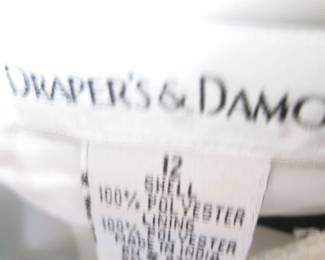 DRAPER'S & DAMO
12
SHELL
100% POLYESTER
LINING
100% POLYESTER
MADE IN INDIA